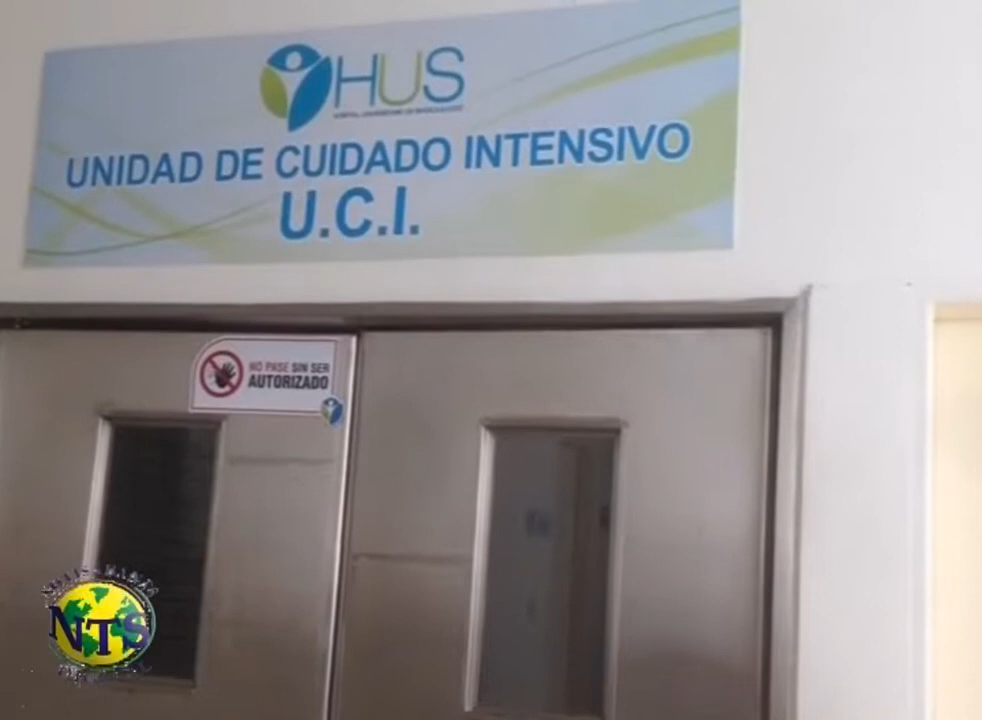 HUS
UNIDAD DE CUIDADO INTENSIVO
U.C.I.
NO PASE SIN SER
AUTORIZADO
NTS